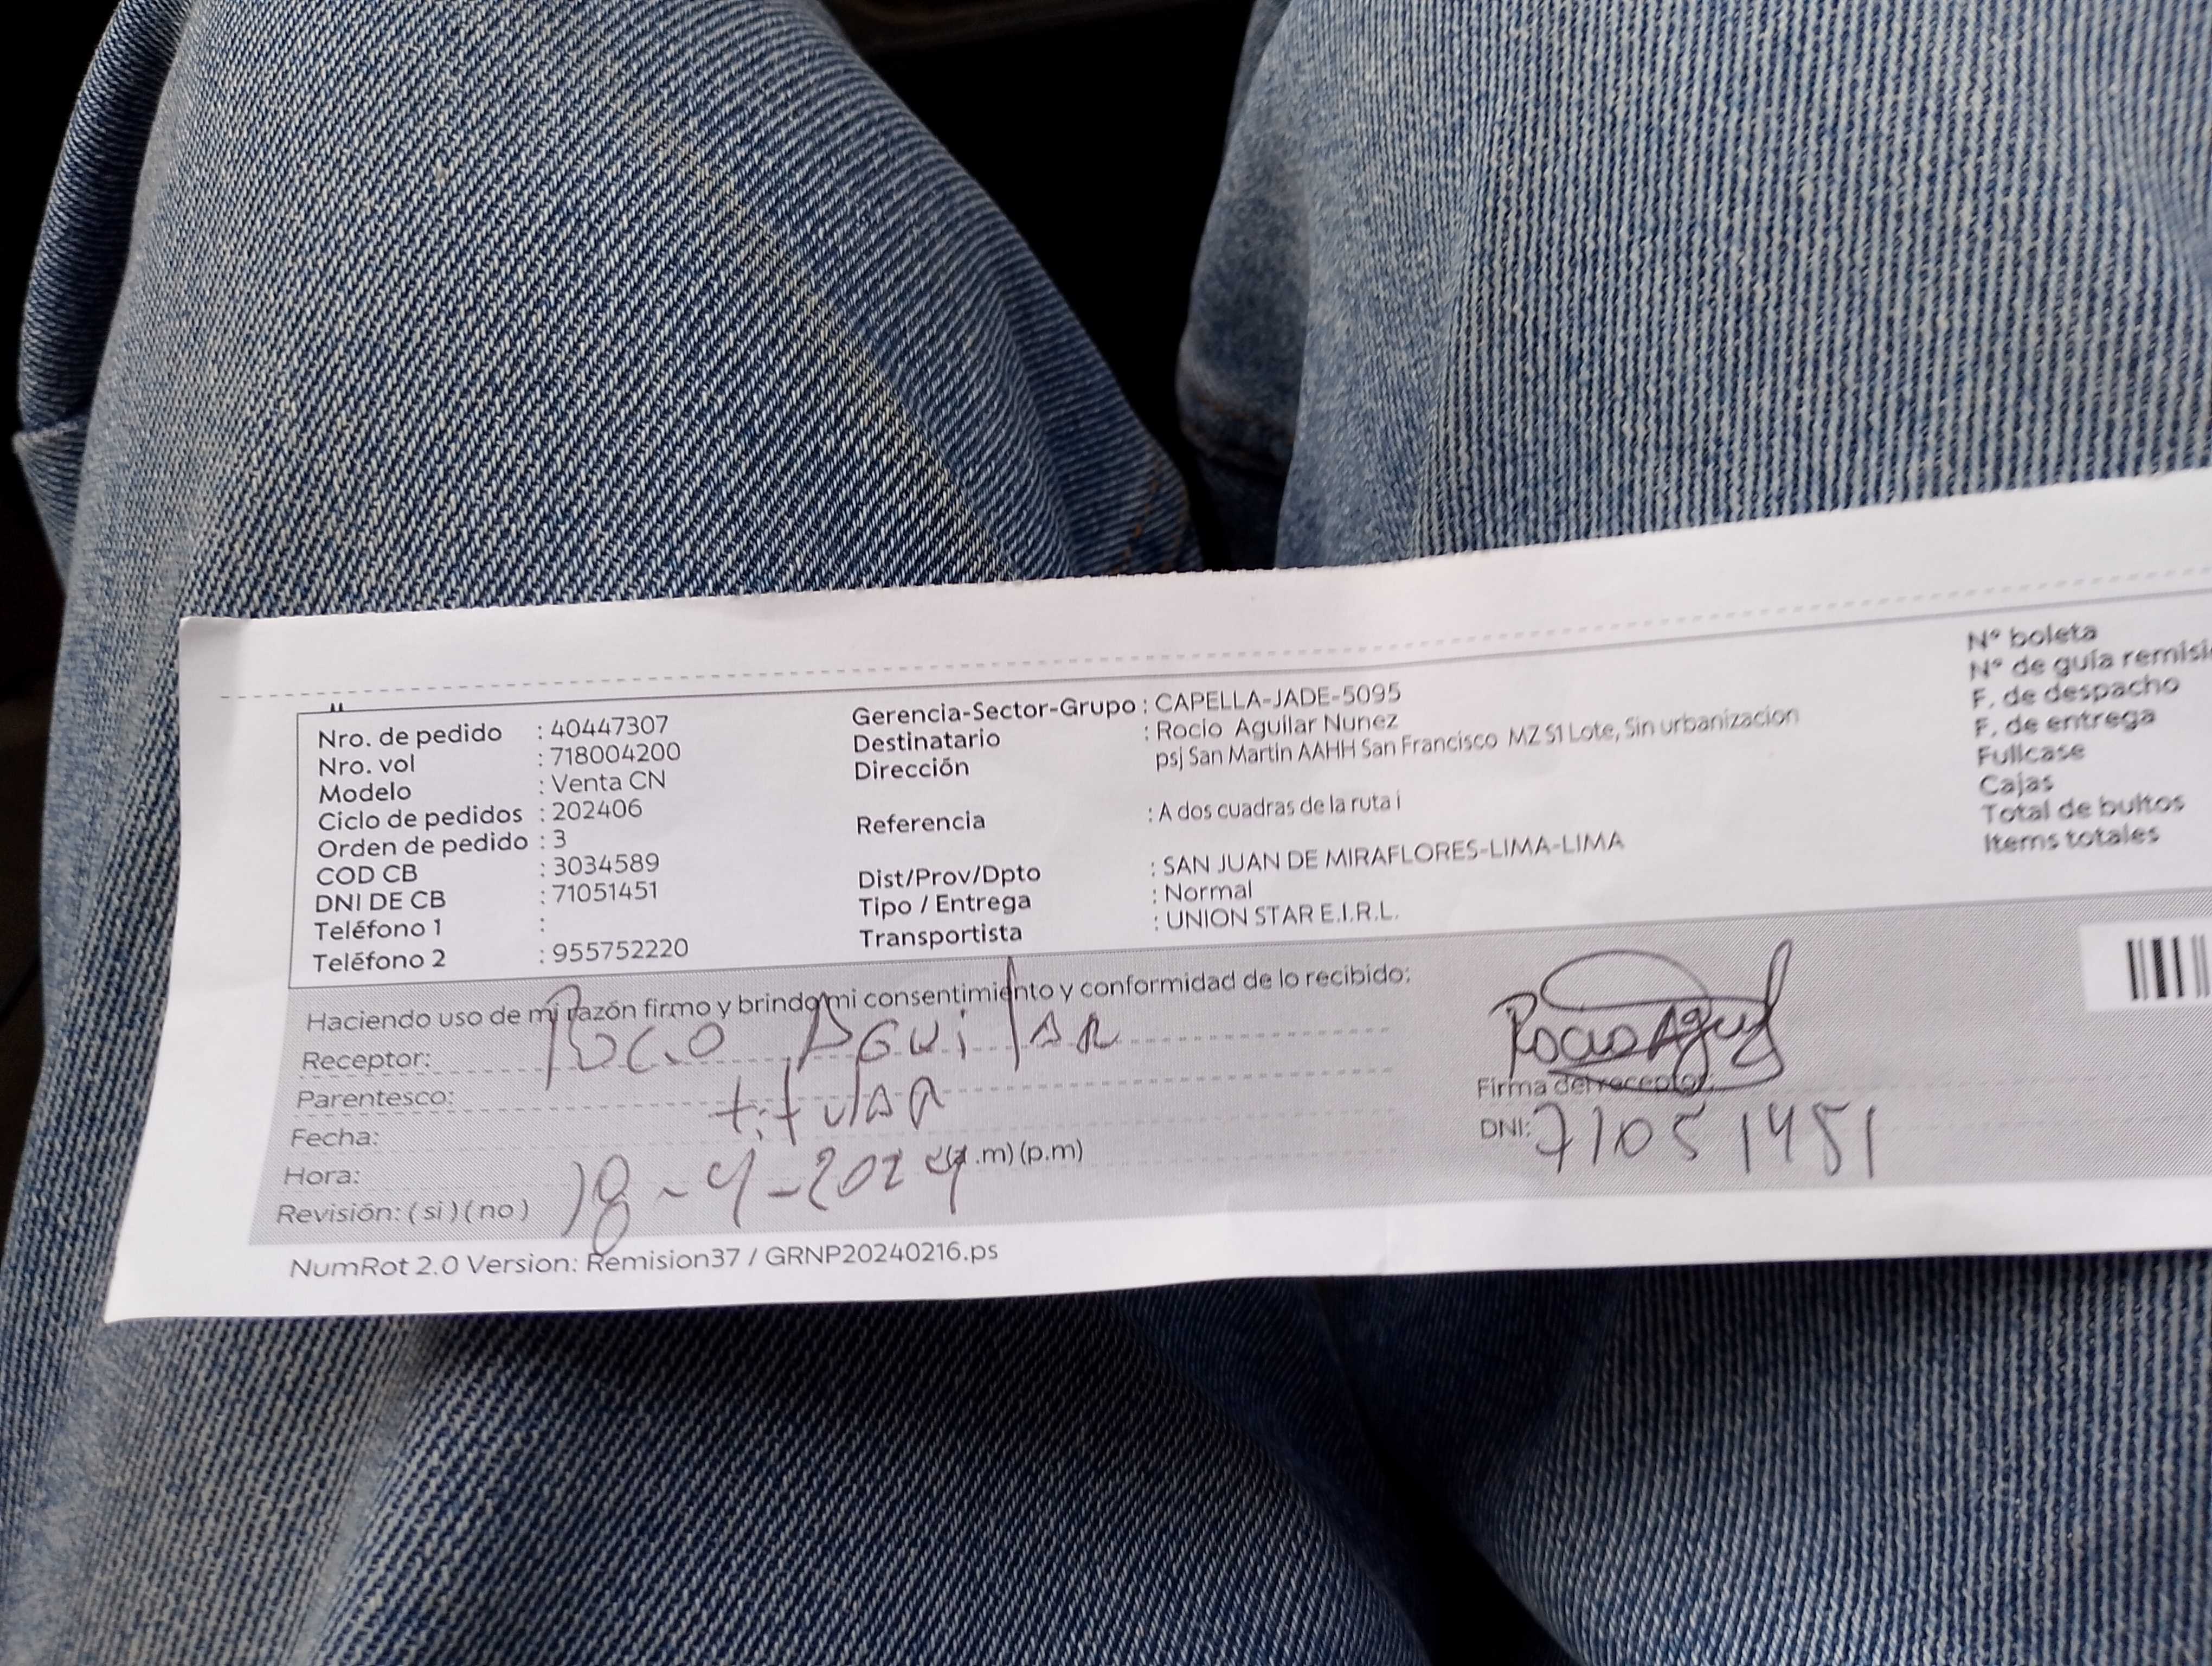 Nro. de pedido : 40447307
Nro. vol : 718004200
Modelo : Venta CN
Ciclo de pedidos : 202406
Orden de pedido : 3
COD CB : 3034589
DNI DE CB : 71051451
Teléfono 1 :
Teléfono 2 : 955752220
Gerencia-Sector-Grupo : CAPELLA-JADE-5095
Destinatario : Rocio Aguilar Nunez
Dirección psj San Martin AAHH San Francisco MZ S1 Lote, Sin urbanizacion
Referencia : A dos cuadras de la ruta i
Dist/Prov/Dpto : SAN JUAN DE MIRAFLORES-LIMA-LIMA
Tipo / Entrega : Normal
Transportista : UNION STAR E.I.R.L.
N° boleta
N° de guía remisi
F. de despacho
F. de entrega
Fullcase
Cajas
Total de bultos
Items totales
Haciendo uso de mi razón firmo y brindo mi consentimiento y conformidad de lo recibido:
Receptor: Rocio Aguilar
Parentesco: titular
Fecha:
Hora: (a.m) (p.m)
Revisión: ( si ) ( no ) 18-4-2024
Rocio Aguil
Firma del receptor:
DNI: 71051451
NumRot 2.0 Version: Remision37 / GRNP20240216.ps